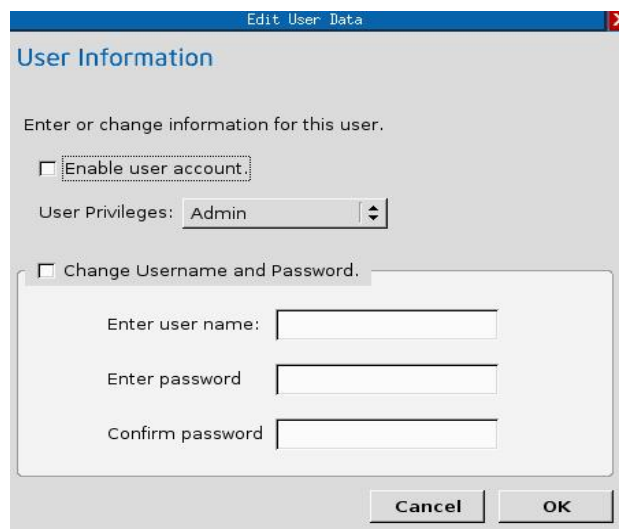 Edit User Data
User Information
Enter or change information for this user.
Enable user account.
User Privileges: Admin
Change Username and Password.
Enter user name:
Enter password
Confirm password
Cancel OK